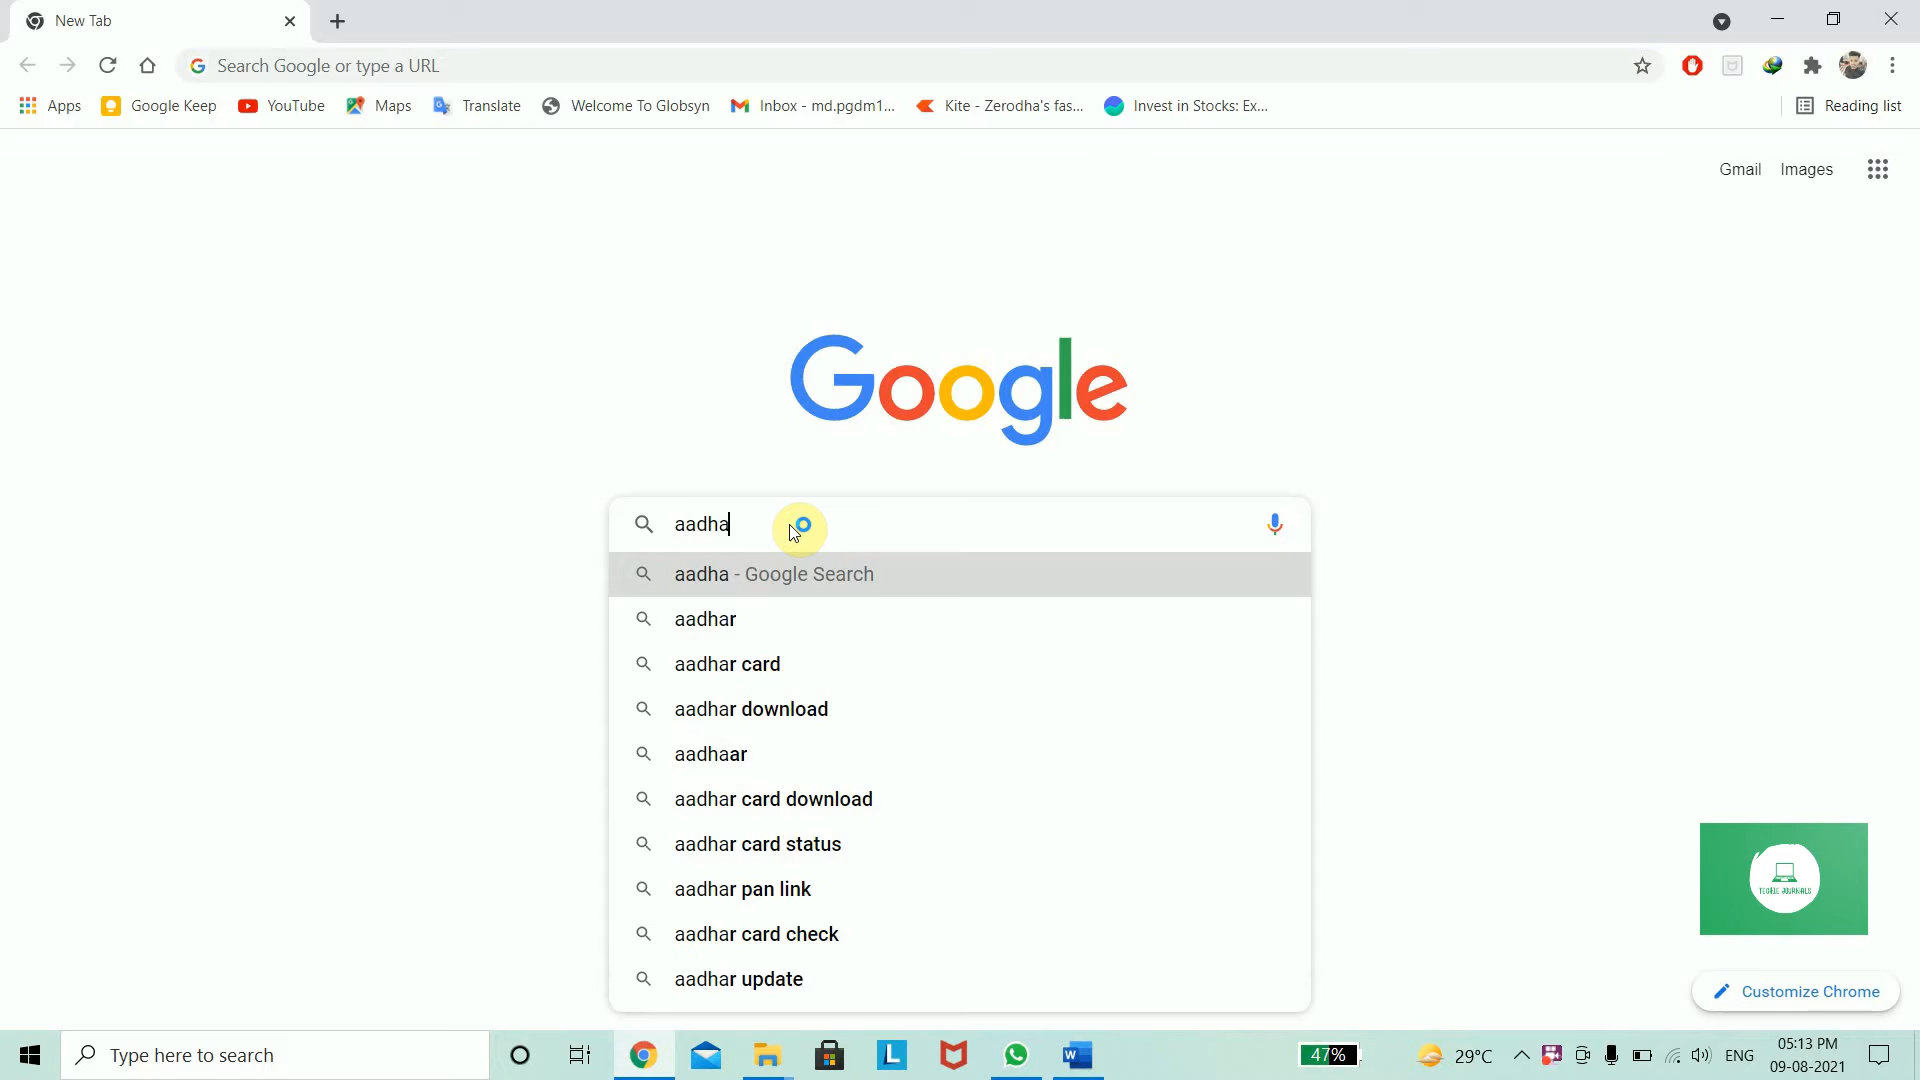 New Tab
Search Google or type a URL
Apps
Google Keep
YouTube
Maps
Translate
Welcome To Globsyn
Inbox - md.pgdm1...
Kite - Zerodha's fas...
Invest in Stocks: Ex...
Reading list
Gmail
Images
Google
aadha
aadha - Google Search
aadhar
aadhar card
aadhar download
aadhaar
aadhar card download
aadhar card status
aadhar pan link
aadhar card check
aadhar update
TECHIE JOURNALS
Customize Chrome
Type here to search
47%
29°C
ENG
05:13 PM
09-08-2021